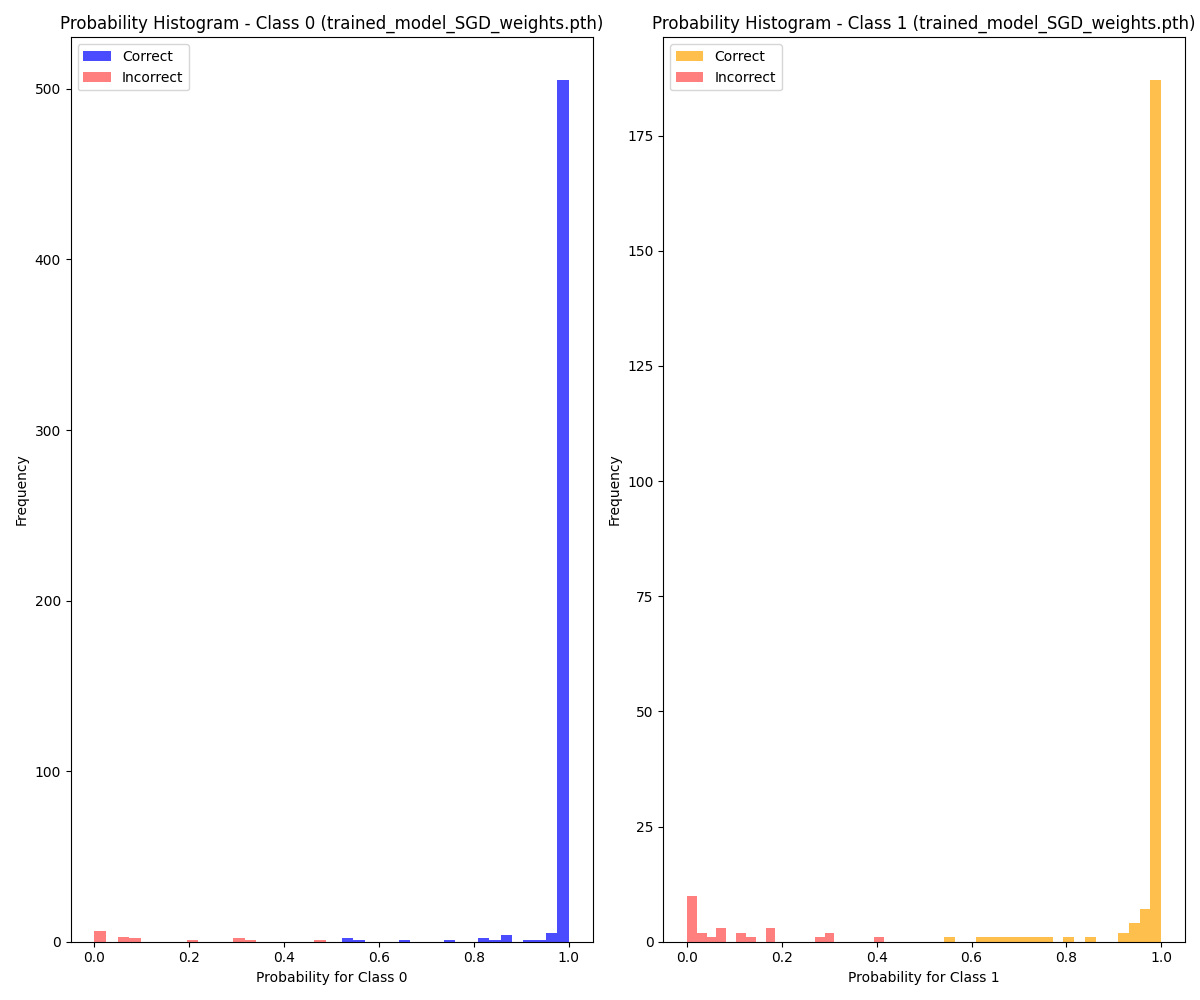 Probability Histogram - Class 0 (trained_model_SGD_weights.pth)
Correct
Incorrect
500
400
300
200
100
0
Frequency
0.0 0.2 0.4 0.6 0.8 1.0
Probability for Class 0
Probability Histogram - Class 1 (trained_model_SGD_weights.pth)
Correct
Incorrect
175
150
125
100
75
50
25
0
Frequency
0.0 0.2 0.4 0.6 0.8 1.0
Probability for Class 1